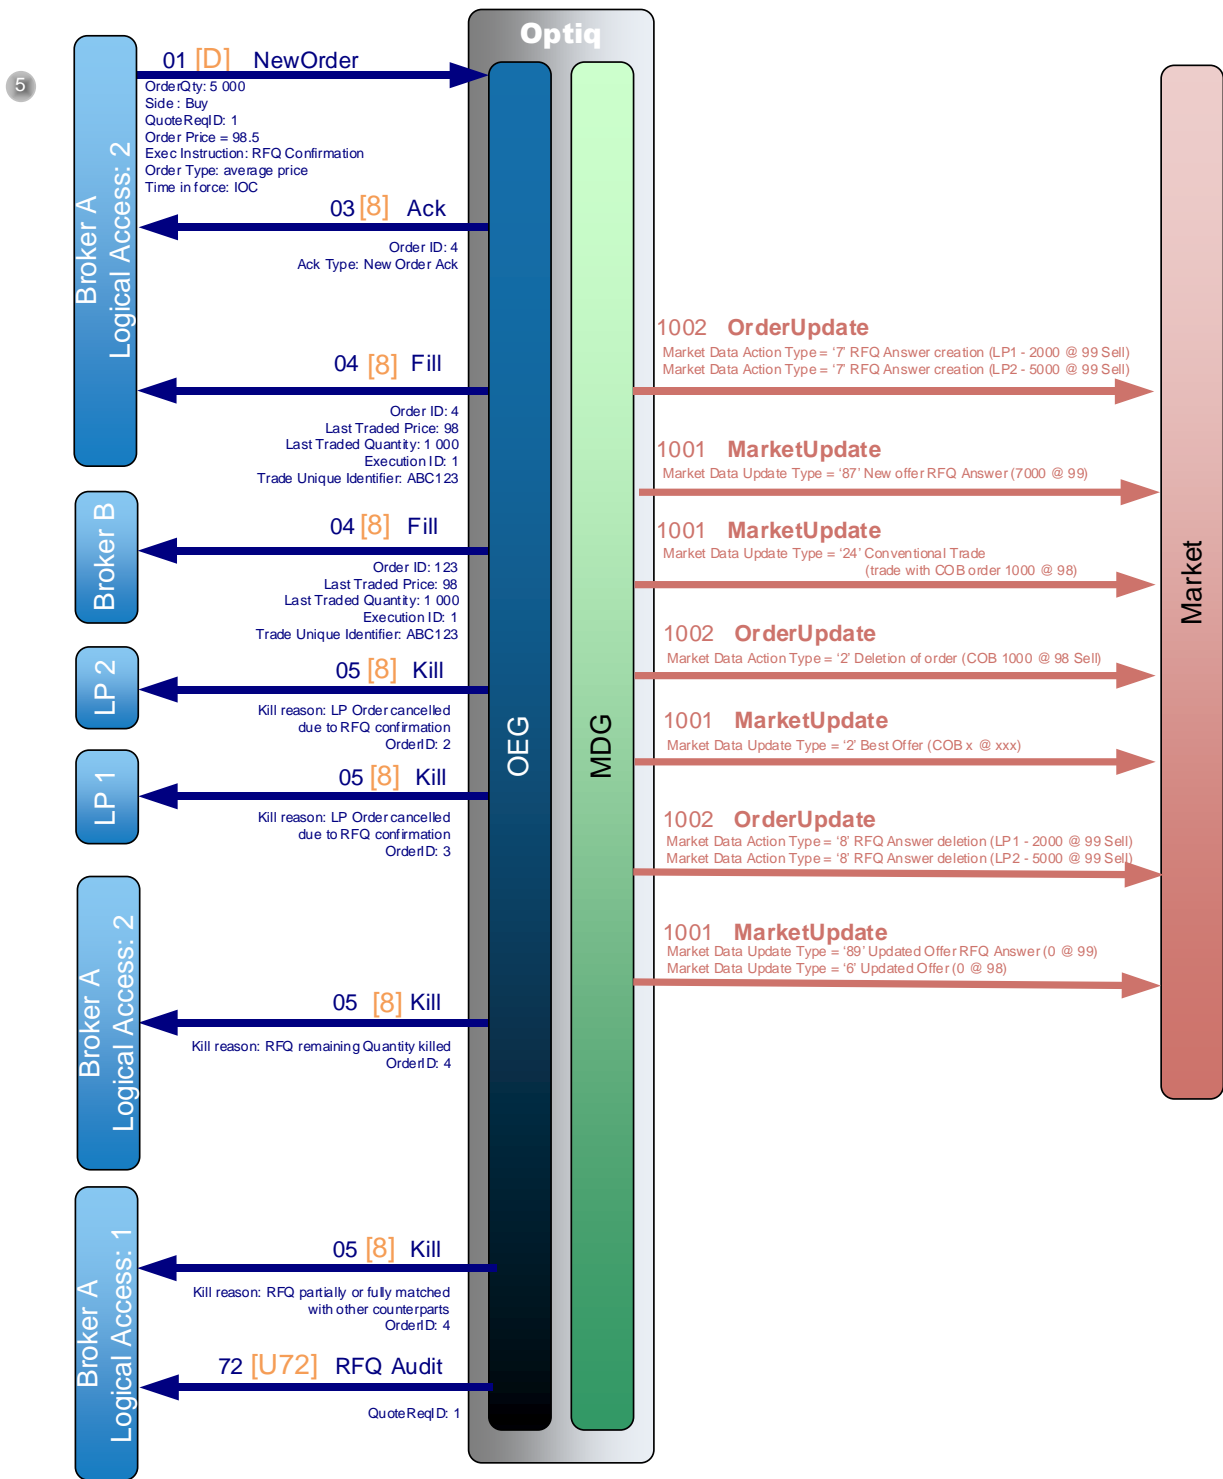 Optiq
5
01 [D] NewOrder
OrderQty: 5 000
Side : Buy
QuoteReqID: 1
Order Price = 98.5
Exec Instruction: RFQ Confirmation
Order Type: average price
Time in force: IOC
Broker A
Logical Access: 2
03 [8] Ack
Order ID: 4
Ack Type: New Order Ack
04 [8] Fill
Order ID: 4
Last Traded Price: 98
Last Traded Quantity: 1 000
Execution ID: 1
Trade Unique Identifier: ABC123
Broker B
04 [8] Fill
Order ID: 123
Last Traded Price: 98
Last Traded Quantity: 1 000
Execution ID: 1
Trade Unique Identifier: ABC123
LP 2
05 [8] Kill
Kill reason: LP Order cancelled
due to RFQ confirmation
OrderID: 2
LP 1
05 [8] Kill
Kill reason: LP Order cancelled
due to RFQ confirmation
OrderID: 3
Broker A
Logical Access: 2
05 [8] Kill
Kill reason: RFQ remaining Quantity killed
OrderID: 4
Broker A
Logical Access: 1
05 [8] Kill
Kill reason: RFQ partially or fully matched
with other counterparts
OrderID: 4
72 [U72] RFQ Audit
QuoteReqID: 1
OEG
MDG
1002 OrderUpdate
Market Data Action Type = ‘7’ RFQ Answer creation (LP1 - 2000 @ 99 Sell)
Market Data Action Type = ‘7’ RFQ Answer creation (LP2 - 5000 @ 99 Sell)
1001 MarketUpdate
Market Data Update Type = ‘87’ New offer RFQ Answer (7000 @ 99)
1001 MarketUpdate
Market Data Update Type = ‘24’ Conventional Trade
(trade with COB order 1000 @ 98)
1002 OrderUpdate
Market Data Action Type = ‘2’ Deletion of order (COB 1000 @ 98 Sell)
1001 MarketUpdate
Market Data Update Type = ‘2’ Best Offer (COB x @ xxx)
1002 OrderUpdate
Market Data Action Type = ‘8’ RFQ Answer deletion (LP1 - 2000 @ 99 Sell)
Market Data Action Type = ‘8’ RFQ Answer deletion (LP2 - 5000 @ 99 Sell)
1001 MarketUpdate
Market Data Update Type = ‘89’ Updated Offer RFQ Answer (0 @ 99)
Market Data Update Type = ‘6’ Updated Offer (0 @ 98)
Market